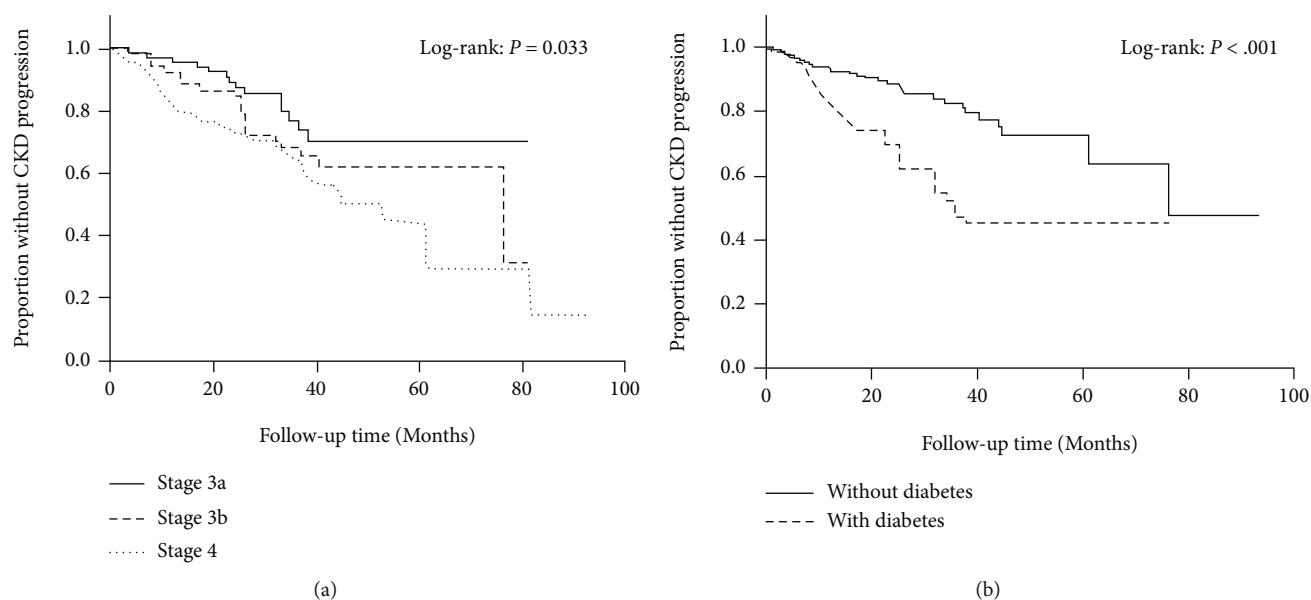 Proportion without CKD progression
Log-rank: P = 0.033
1.0
0.8
0.6
0.4
0.2
0.0
0 20 40 60 80 100
Follow-up time (Months)
Stage 3a
Stage 3b
Stage 4
(a)
Proportion without CKD progression
Log-rank: P < .001
1.0
0.8
0.6
0.4
0.2
0.0
0 20 40 60 80 100
Follow-up time (Months)
Without diabetes
With diabetes
(b)